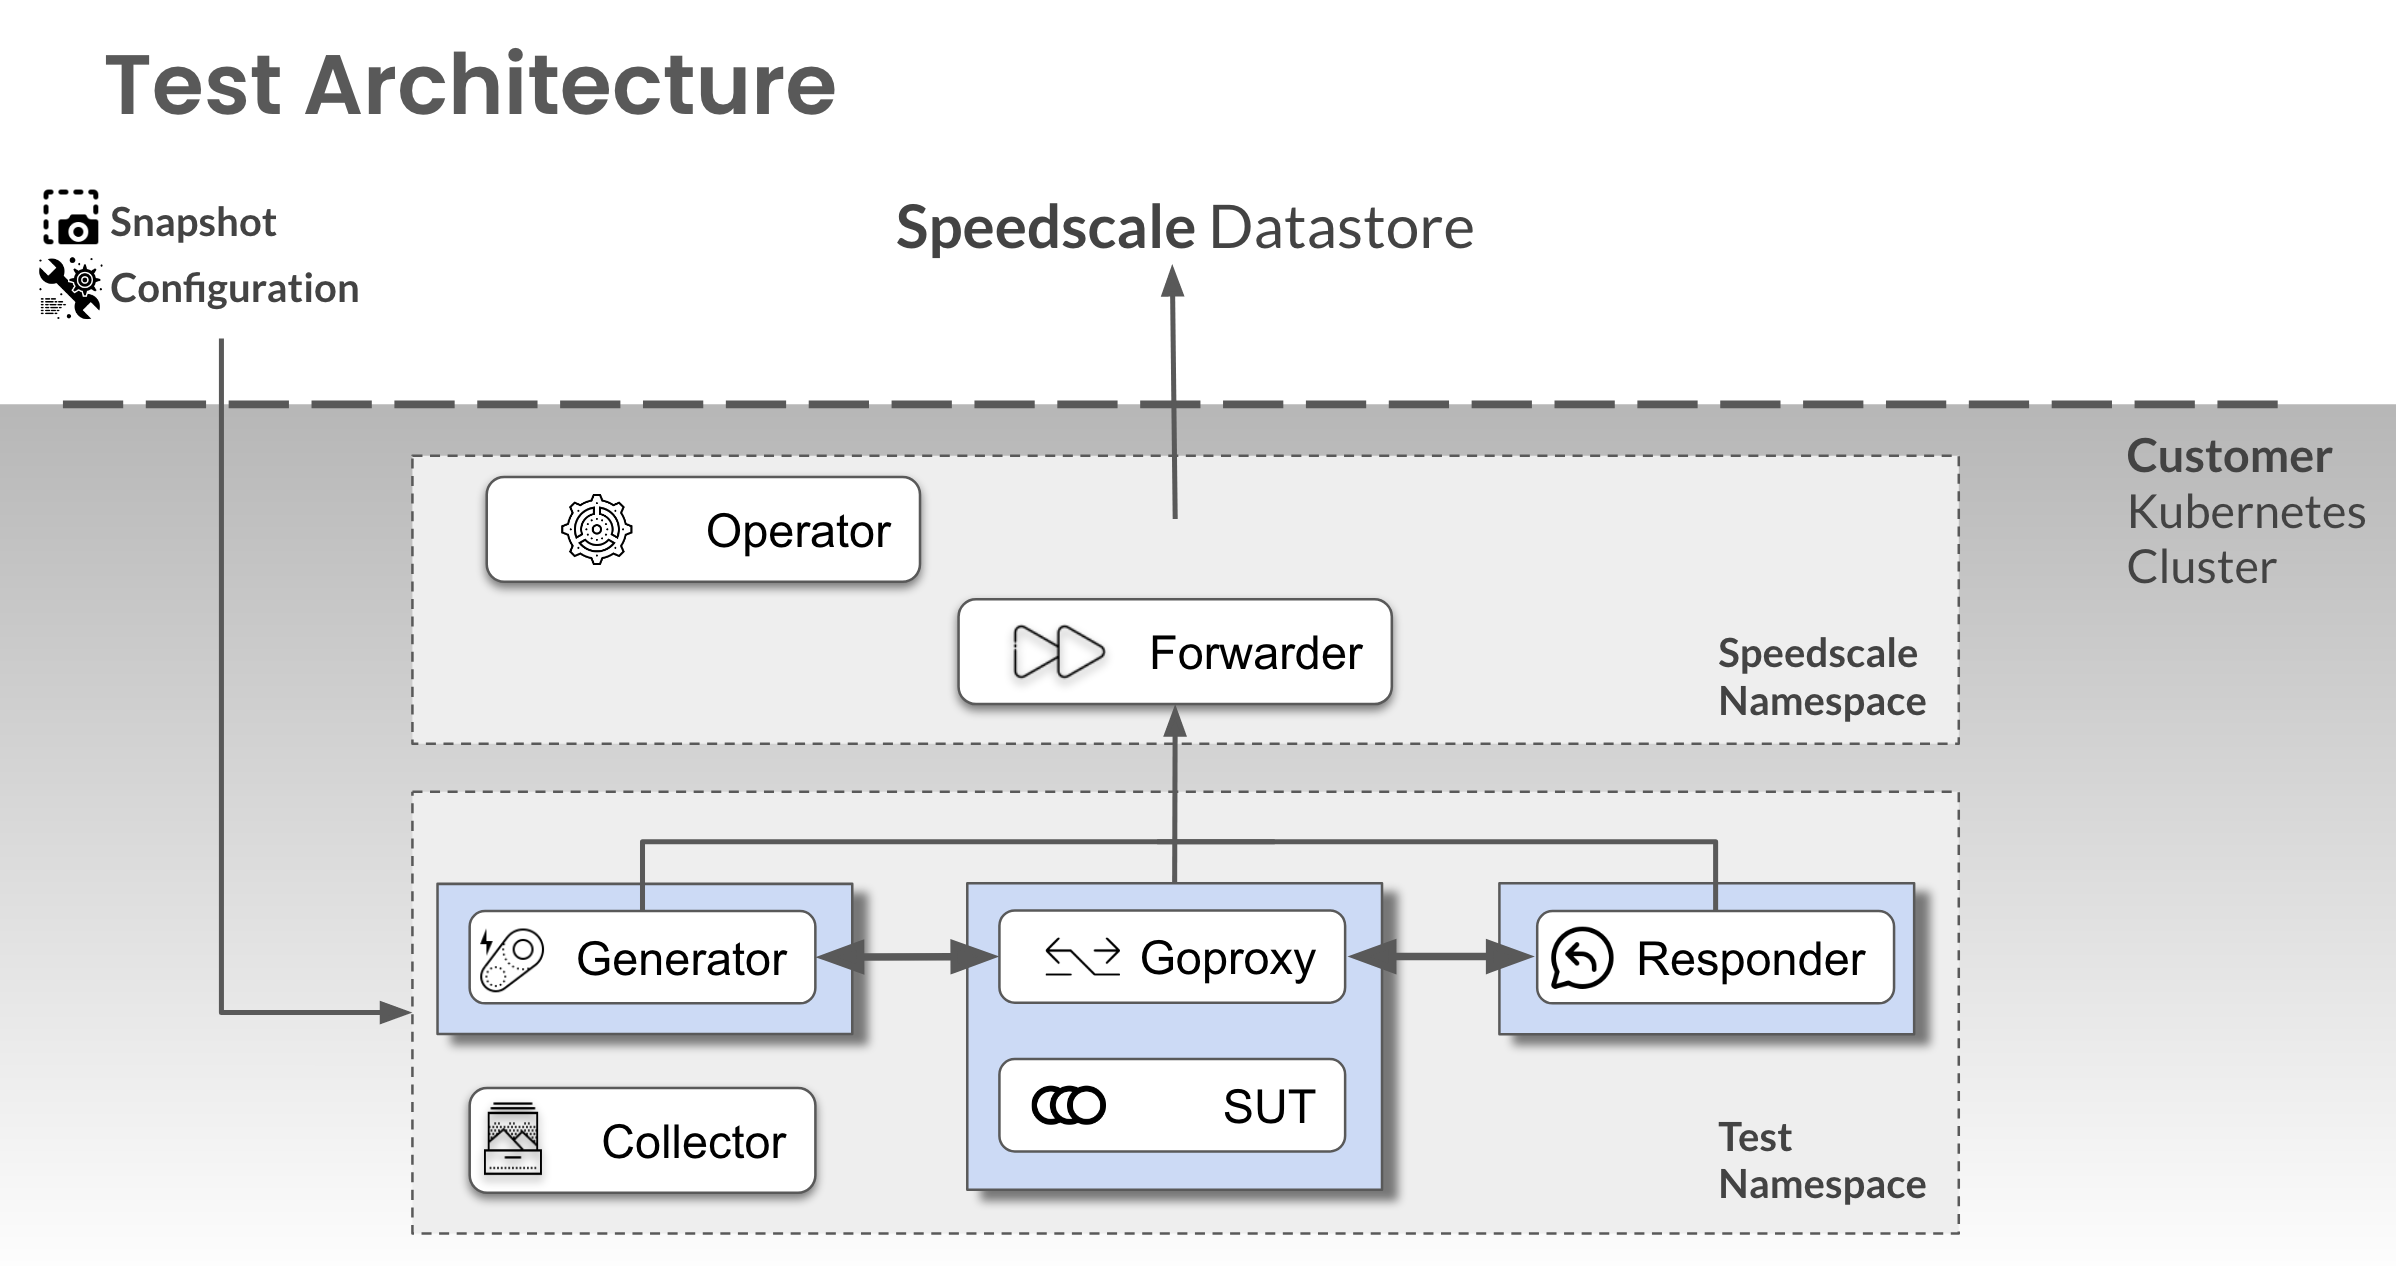 Test Architecture
Snapshot
Configuration
Speedscale Datastore
Customer
Kubernetes
Cluster
Operator
Forwarder
Speedscale
Namespace
Generator
Goproxy
Responder
Collector
SUT
Test
Namespace